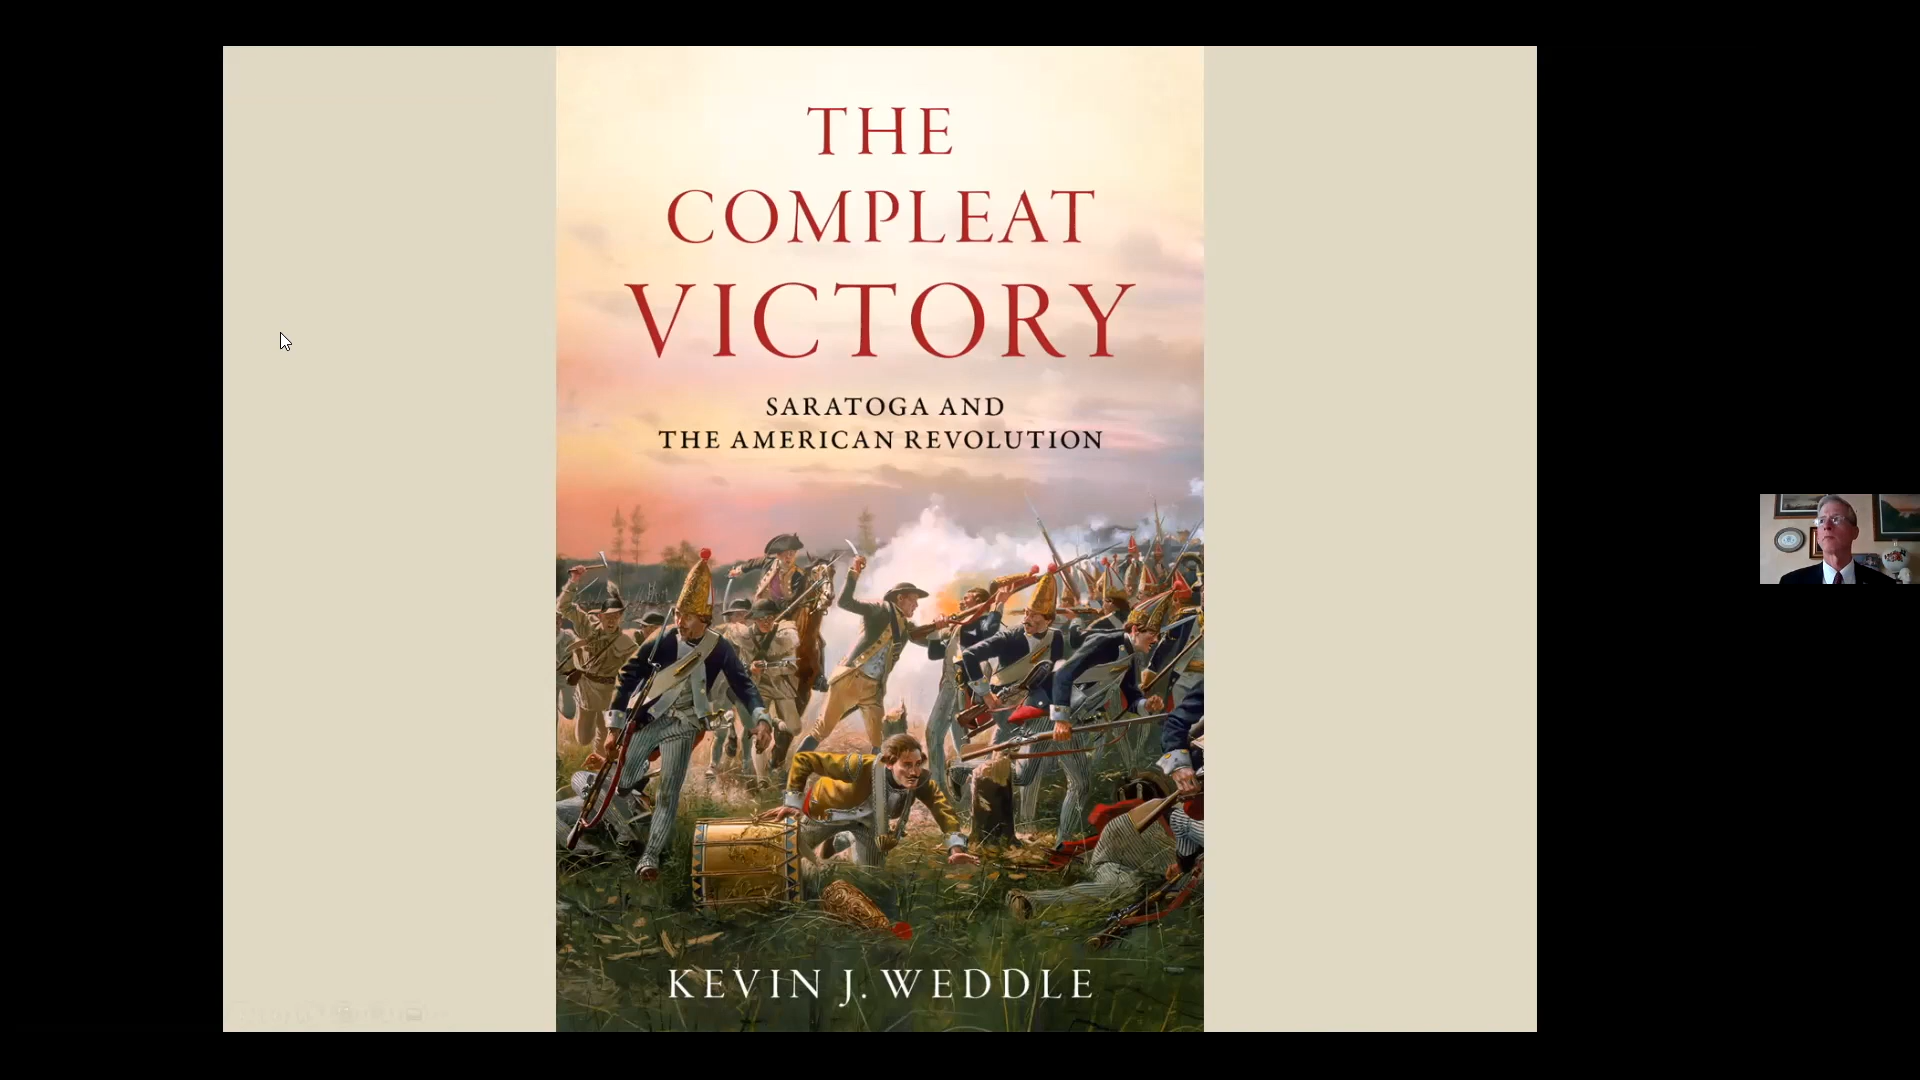 THE
COMPLEAT
VICTORY
SARATOGA AND
THE AMERICAN REVOLUTION
KEVIN J. WEDDLE